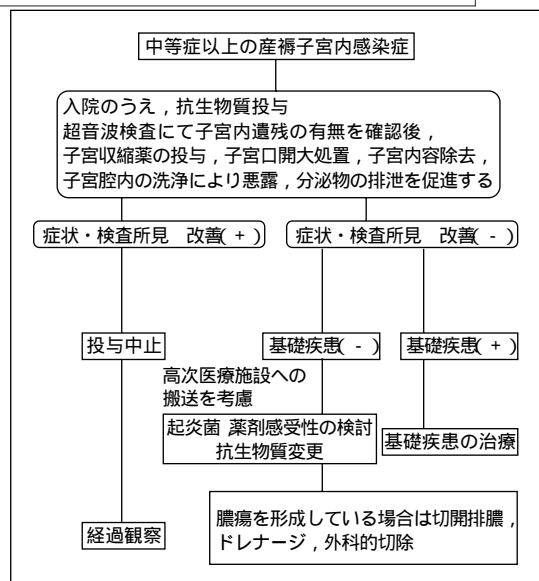 中等症以上の産褥子宮内感染症
入院のうえ，抗生物質投与
超音波検査にて子宮内遺残の有無を確認後，
子宮収縮薬の投与，子宮口開大処置，子宮内容除去，
子宮腔内の洗浄により悪露，分泌物の排泄を促進する
症状・検査所見　改善(＋)
症状・検査所見　改善(－)
投与中止
基礎疾患(－)
基礎疾患(＋)
高次医療施設への
搬送を考慮
起炎菌 薬剤感受性の検討
抗生物質変更
基礎疾患の治療
経過観察
膿瘍を形成している場合は切開排膿，
ドレナージ，外科的切除